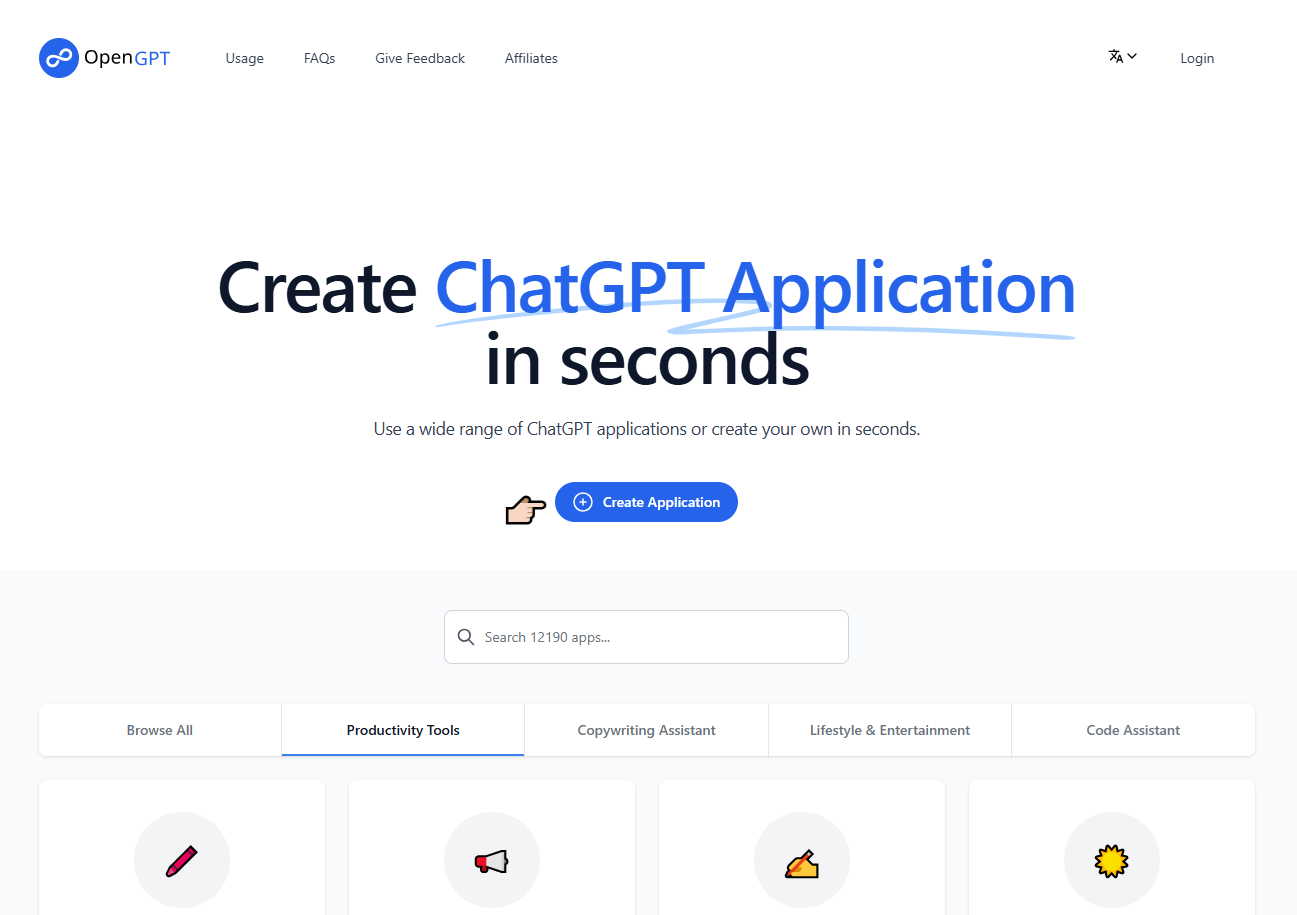 OpenGPT
Usage
FAQs
Give Feedback
Affiliates
Login
Create ChatGPT Application
in seconds
Use a wide range of ChatGPT applications or create your own in seconds.
Create Application
Search 12190 apps...
Browse All
Productivity Tools
Copywriting Assistant
Lifestyle & Entertainment
Code Assistant